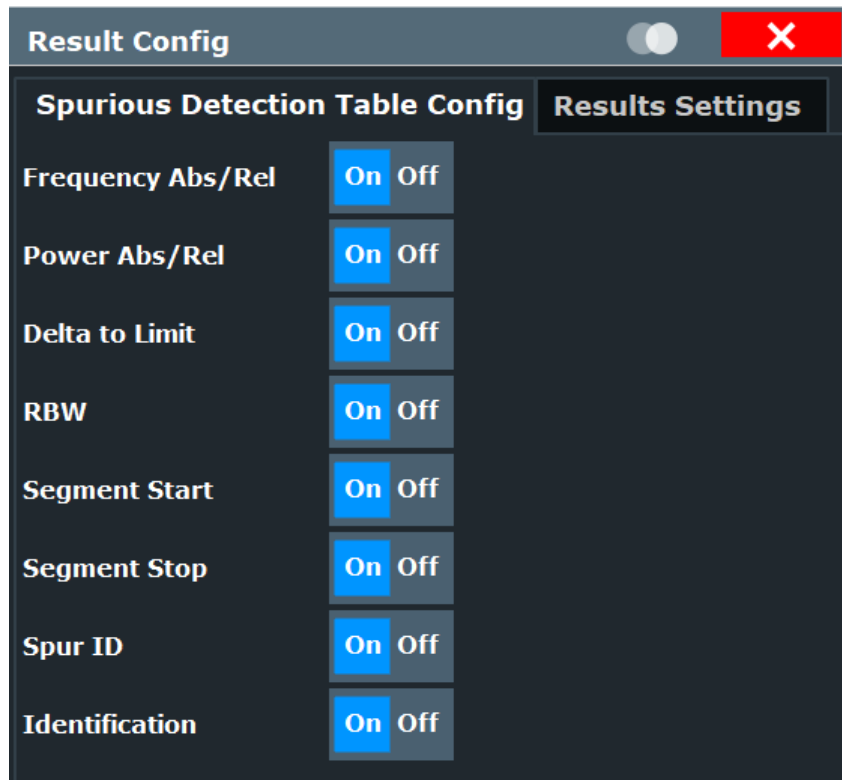 Result Config
Spurious Detection Table Config Results Settings
Frequency Abs/Rel On Off
Power Abs/Rel On Off
Delta to Limit On Off
RBW On Off
Segment Start On Off
Segment Stop On Off
Spur ID On Off
Identification On Off